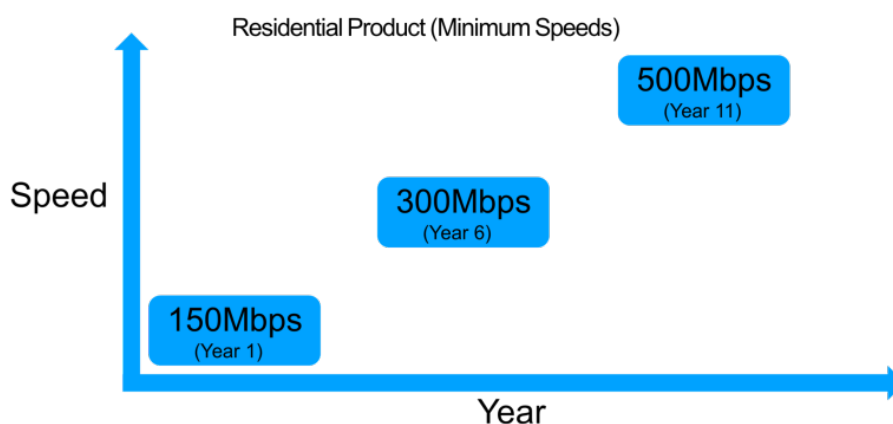 Residential Product (Minimum Speeds)
500Mbps
(Year 11)
Speed
300Mbps
(Year 6)
150Mbps
(Year 1)
Year